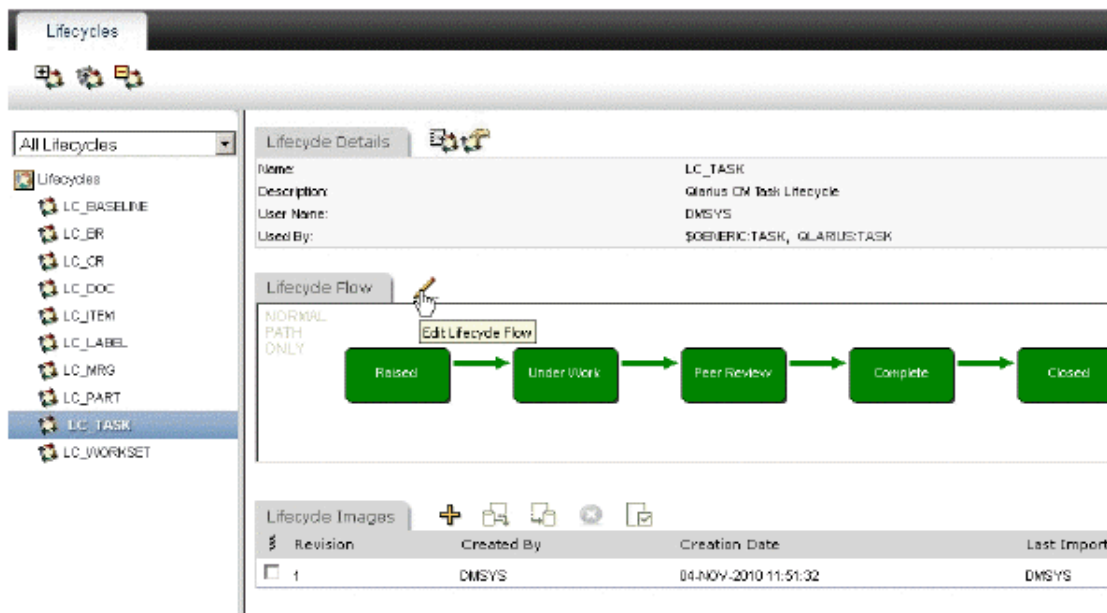 Lifecycles
All Lifecycles
Lifecycles
LC_BASELINE
LC_BR
LC_CR
LC_DOC
LC_ITEM
LC_LABEL
LC_MRG
LC_PART
LC_TASK
LC_WORKSET
Lifecycle Details
Name: LC_TASK
Description: Qlarius CM Task Lifecycle
User Name: DMSYS
Used By: $GENERIC:TASK, QLARIUS:TASK
Lifecycle Flow
Edit Lifecycle Flow
NORMAL
PATH
ONLY
Raised Under Work Peer Review Complete Closed
Lifecycle Images
Revision Created By Creation Date Last Import
1 DMSYS 04-NOV-2010 11:51:32 DMSYS